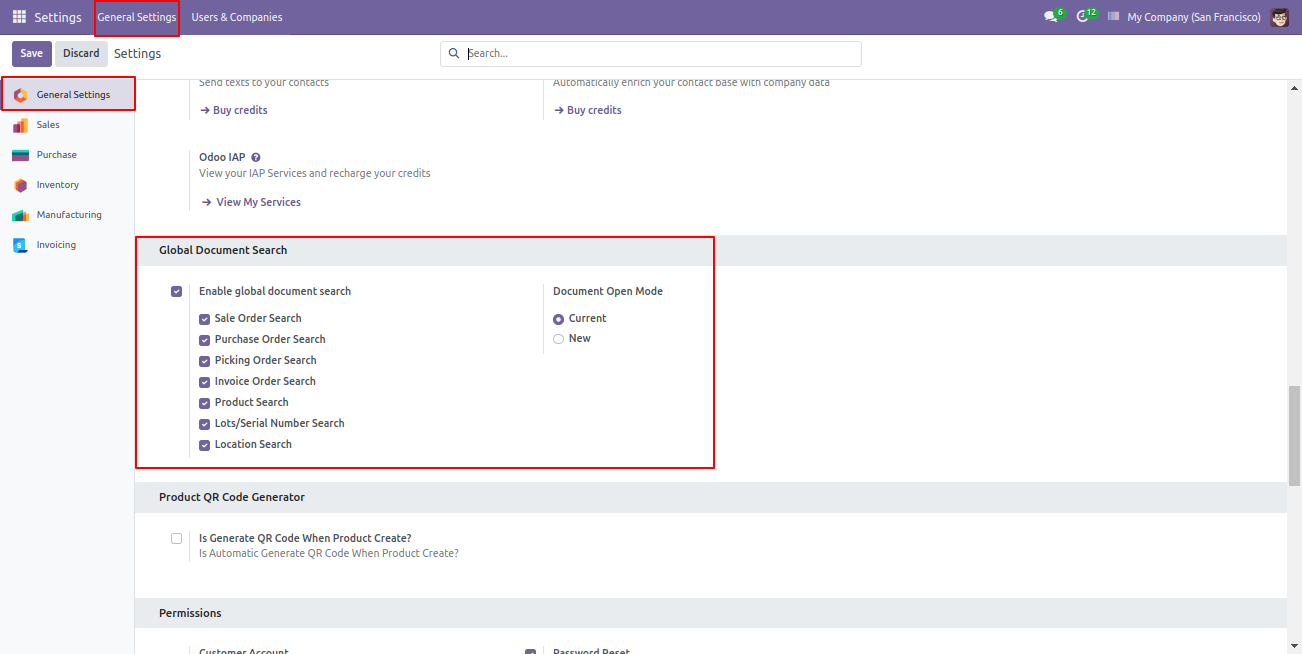 Settings General Settings Users & Companies 6 12 My Company (San Francisco)
Save Discard Settings Search...
General Settings
Sales
Purchase
Inventory
Manufacturing
Invoicing
Send texts to your contacts Automatically enrich your contact base with company data
Buy credits Buy credits
Odoo IAP ?
View your IAP Services and recharge your credits
View My Services
Global Document Search
Enable global document search Document Open Mode
Sale Order Search Current
Purchase Order Search New
Picking Order Search
Invoice Order Search
Product Search
Lots/Serial Number Search
Location Search
Product QR Code Generator
Is Generate QR Code When Product Create?
Is Automatic Generate QR Code When Product Create?
Permissions
Customer Account Password Reset